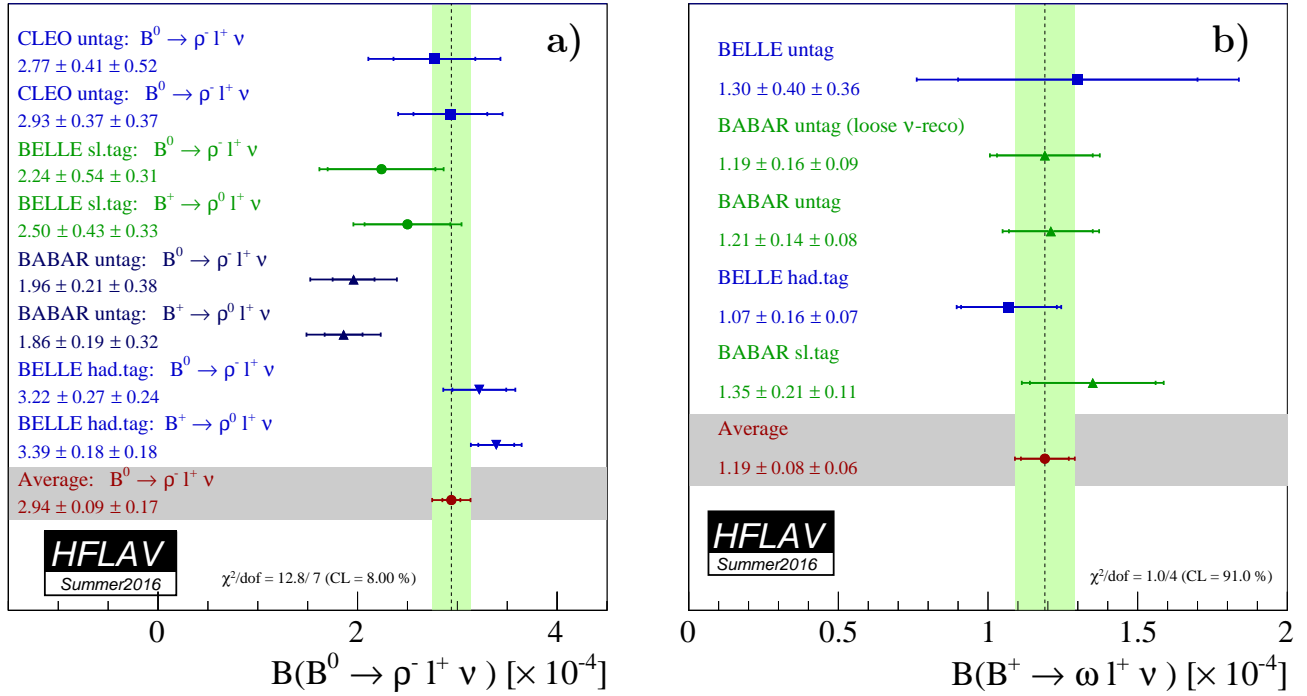 a)
CLEO untag: B⁰ → ρ⁻ l⁺ ν
2.77 ± 0.41 ± 0.52
CLEO untag: B⁰ → ρ⁻ l⁺ ν
2.93 ± 0.37 ± 0.37
BELLE sl.tag: B⁰ → ρ⁻ l⁺ ν
2.24 ± 0.54 ± 0.31
BELLE sl.tag: B⁺ → ρ⁰ l⁺ ν
2.50 ± 0.43 ± 0.33
BABAR untag: B⁰ → ρ⁻ l⁺ ν
1.96 ± 0.21 ± 0.38
BABAR untag: B⁺ → ρ⁰ l⁺ ν
1.86 ± 0.19 ± 0.32
BELLE had.tag: B⁰ → ρ⁻ l⁺ ν
3.22 ± 0.27 ± 0.24
BELLE had.tag: B⁺ → ρ⁰ l⁺ ν
3.39 ± 0.18 ± 0.18
Average: B⁰ → ρ⁻ l⁺ ν
2.94 ± 0.09 ± 0.17
HFLAV
Summer2016
χ²/dof = 12.8/ 7 (CL = 8.00 %)
0 2 4
B(B⁰ → ρ⁻ l⁺ ν ) [× 10⁻⁴]
b)
BELLE untag
1.30 ± 0.40 ± 0.36
BABAR untag (loose ν-reco)
1.19 ± 0.16 ± 0.09
BABAR untag
1.21 ± 0.14 ± 0.08
BELLE had.tag
1.07 ± 0.16 ± 0.07
BABAR sl.tag
1.35 ± 0.21 ± 0.11
Average
1.19 ± 0.08 ± 0.06
HFLAV
Summer2016
χ²/dof = 1.0/4 (CL = 91.0 %)
0 0.5 1 1.5 2
B(B⁺ → ω l⁺ ν ) [× 10⁻⁴]